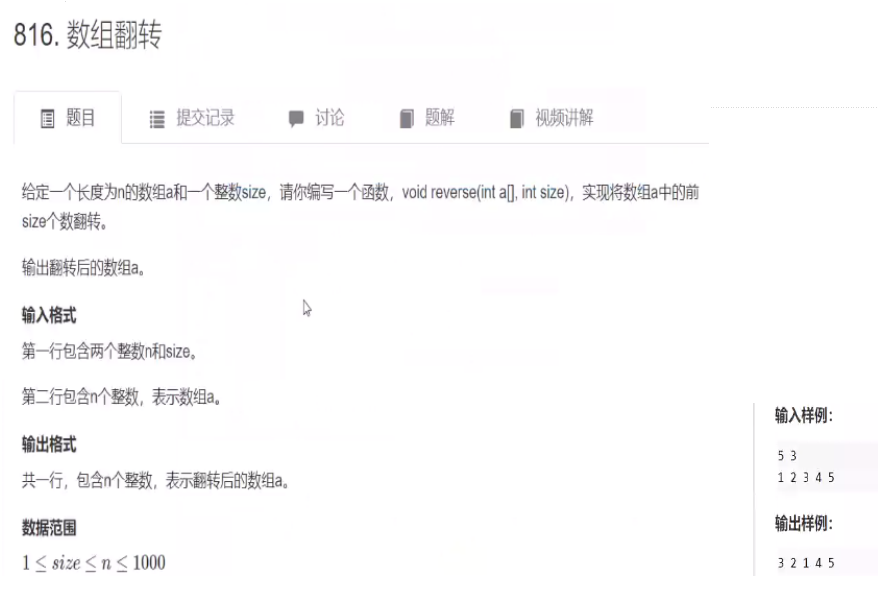 816. 数组翻转
题目 提交记录 讨论 题解 视频讲解
给定一个长度为n的数组a和一个整数size，请你编写一个函数，void reverse(int a[], int size)，实现将数组a中的前
size个数翻转。
输出翻转后的数组a。
输入格式
第一行包含两个整数n和size。
第二行包含n个整数，表示数组a。
输出格式
共一行，包含n个整数，表示翻转后的数组a。
数据范围
1 ≤ size ≤ n ≤ 1000
输入样例：
5 3
1 2 3 4 5
输出样例：
3 2 1 4 5